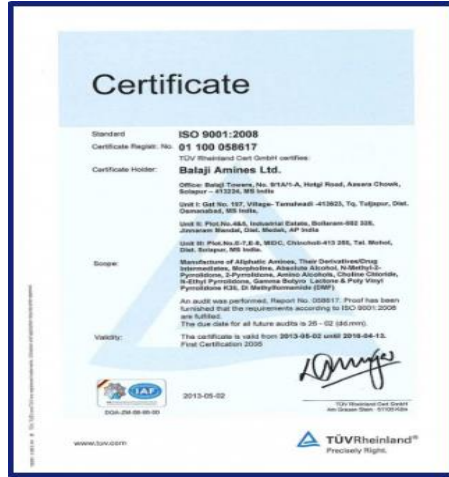 Certificate
Standard ISO 9001:2008
Certificate Registr. No. 01 100 058617
TÜV Rheinland Cert GmbH certifies:
Certificate Holder: Balaji Amines Ltd.
Office: Balaji Towers, No. 9/1A/1-A, Hotgi Road, Aasara Chowk,
Solapur – 413224, MS India
Unit I: Gat No. 197, Village- Tamalwadi -413623, Tq. Tuljapur, Dist.
Osmanabad, MS India,
Unit II: Plot.No.4&5, Industrial Estate, Bollaram-502 325,
Jinnaram Mandal, Dist. Medak, AP India
Unit III: Plot.No.E-7,E-8, MIDC, Chincholi-413 255, Tal. Mohol,
Dist. Solapur, MS India.
Scope: Manufacture of Aliphatic Amines, Their Derivatives/Drug
Intermediates, Morpholine, Absolute Alcohol, N-Methyl-2-
Pyrrolidone, 2-Pyrrolidone, Amino Alcohols, Choline Chloride,
N-Ethyl Pyrrolidone, Gamma Butyro Lactone & Poly Vinyl
Pyrrolidone K30, Di Methylformamide (DMF)
An audit was performed, Report No. 058617. Proof has been
furnished that the requirements according to ISO 9001:2008
are fulfilled.
The due date for all future audits is 26 - 02 (dd.mm).
Validity: The certificate is valid from 2013-05-02 until 2016-04-13.
First Certification 2005
2013-05-02
IAF
TÜV Rheinland Cert GmbH
Am Grauen Stein · 51105 Köln
www.tuv.com
TÜVRheinland®
Precisely Right.